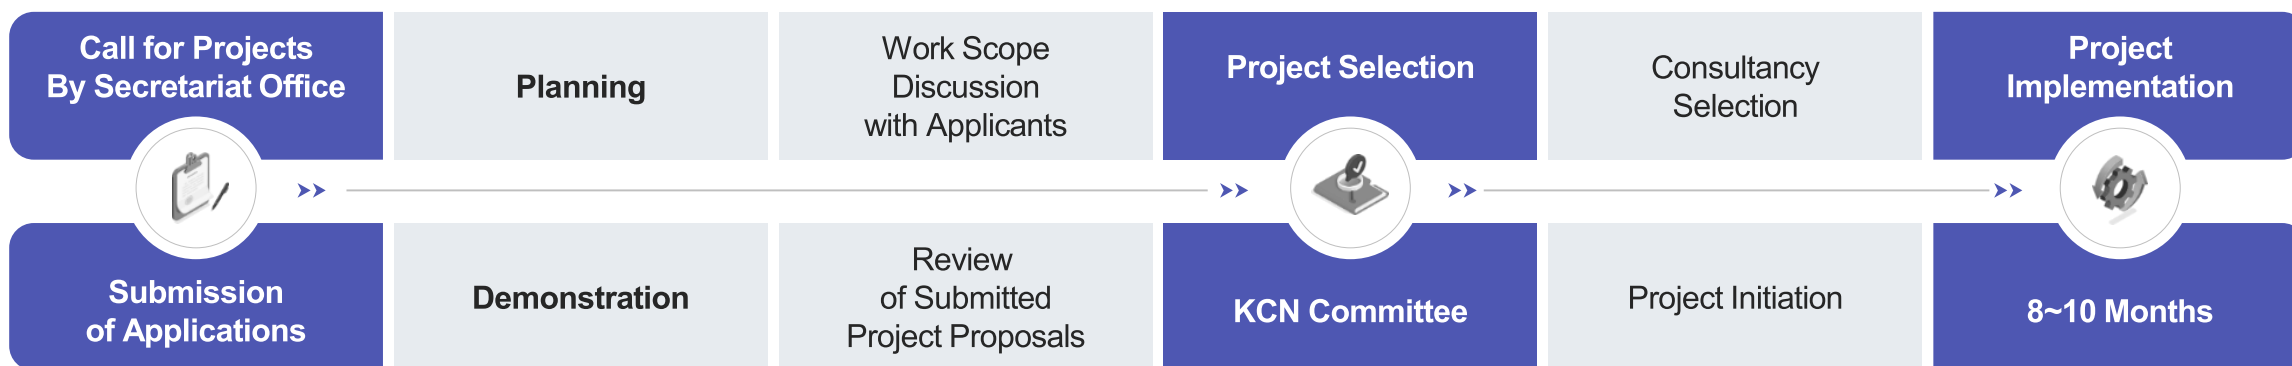 Call for Projects
By Secretariat Office
Planning
Work Scope
Discussion
with Applicants
Project Selection
Consultancy
Selection
Project
Implementation
Submission
of Applications
Demonstration
Review
of Submitted
Project Proposals
KCN Committee
Project Initiation
8~10 Months